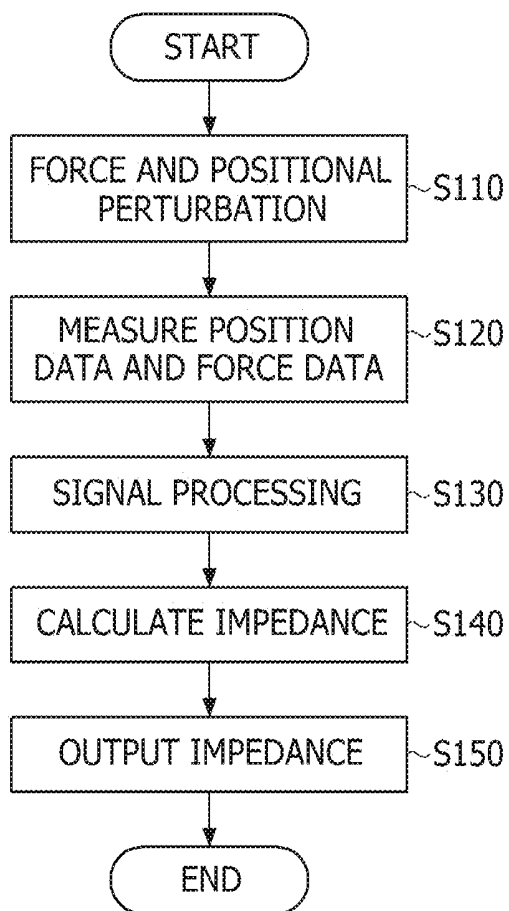 START
FORCE AND POSITIONAL
PERTURBATION
S110
MEASURE POSITION
DATA AND FORCE DATA
S120
SIGNAL PROCESSING
S130
CALCULATE IMPEDANCE
S140
OUTPUT IMPEDANCE
S150
END